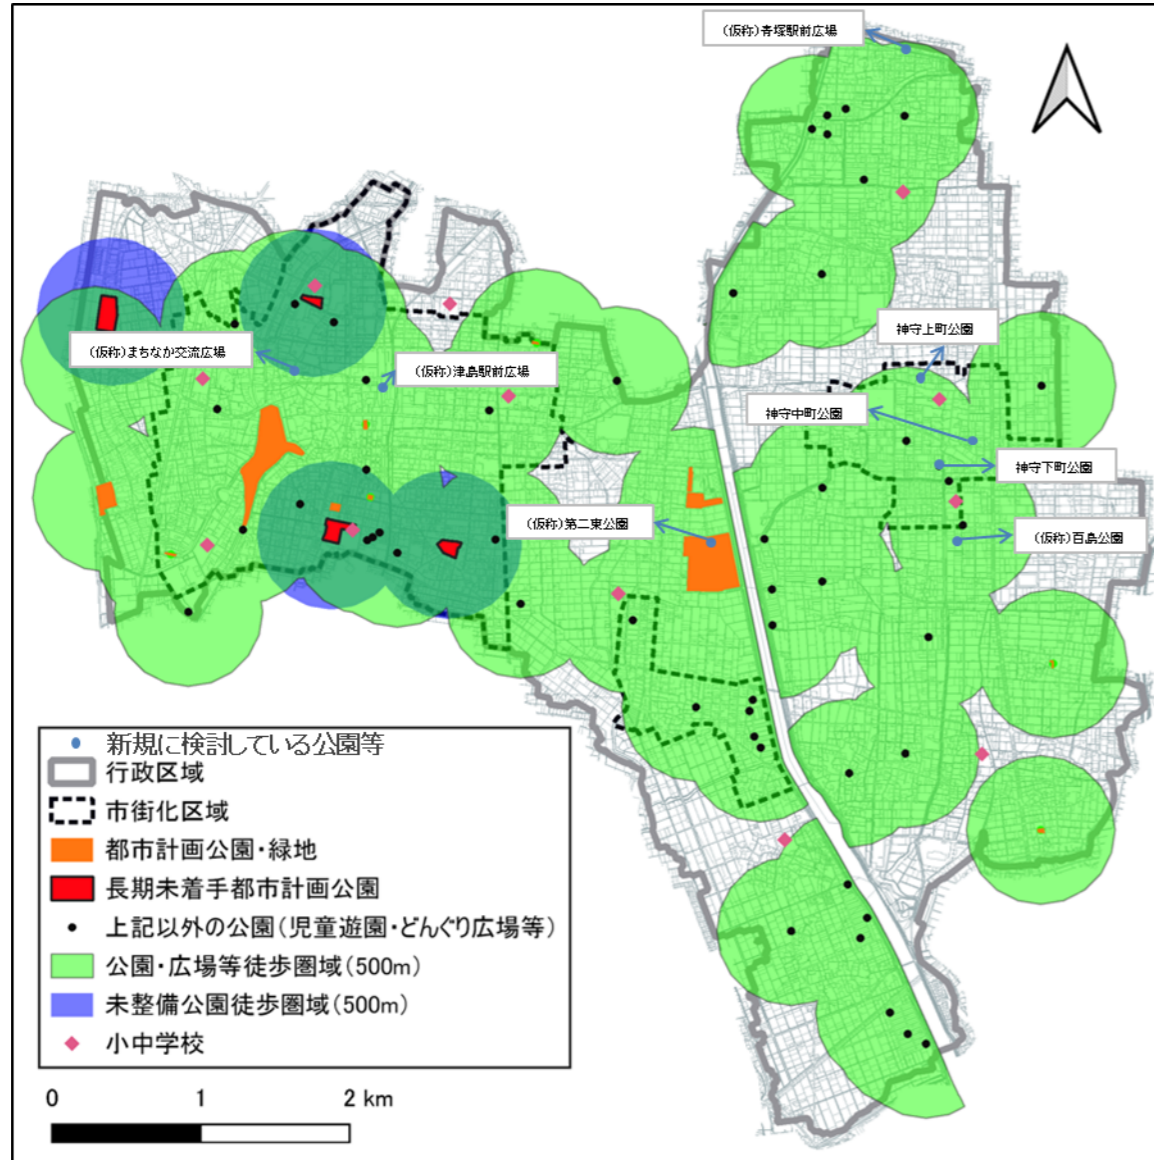 (仮称)青塚駅前広場
神守上町公園
(仮称)まちなか交流広場
(仮称)津島駅前広場
神守中町公園
神守下町公園
(仮称)第二東公園
(仮称)百島公園
新規に検討している公園等
行政区域
市街化区域
都市計画公園・緑地
長期未着手都市計画公園
上記以外の公園(児童遊園・どんぐり広場等)
公園・広場等徒歩圏域(500m)
未整備公園徒歩圏域(500m)
小中学校
0 1 2 km